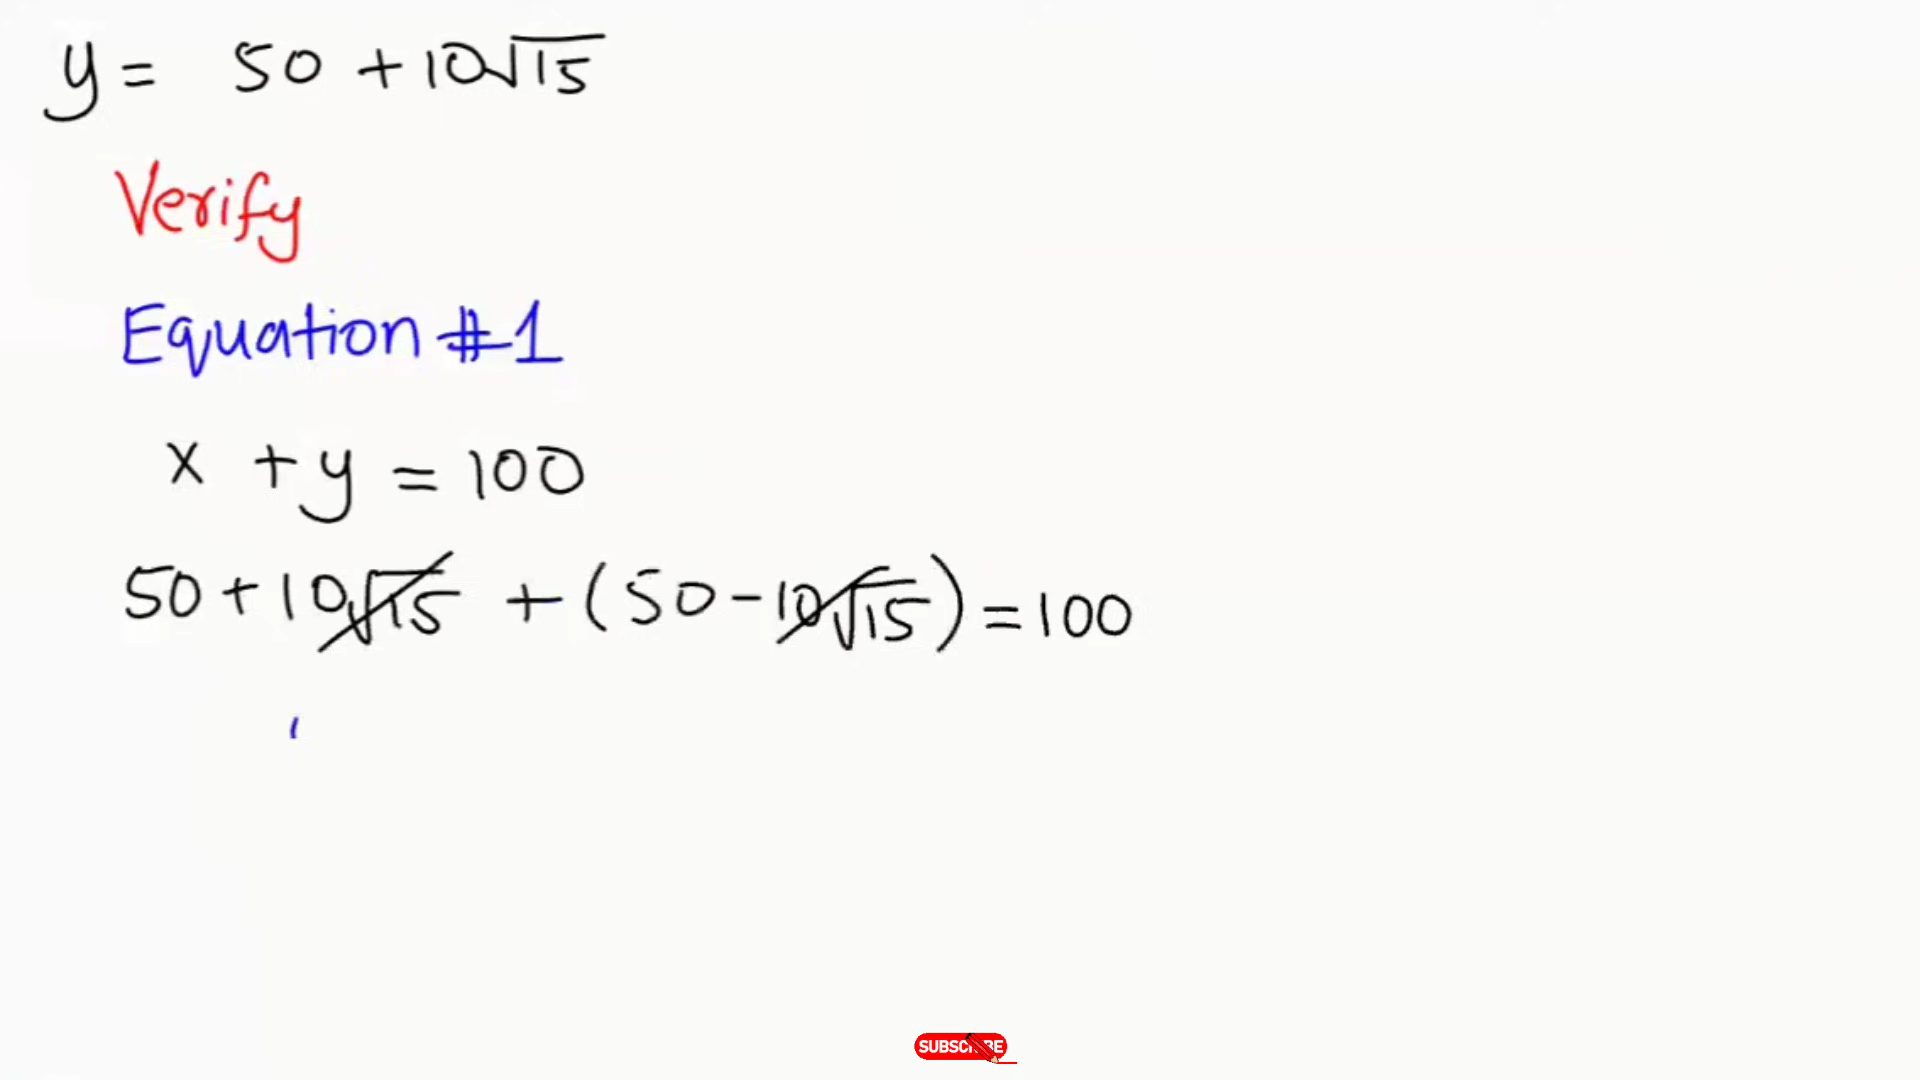 y = 50 + 10√15
Verify
Equation #1
x + y = 100
50 + 10√15 + (50 - 10√15) = 100
SUBSCRIBE